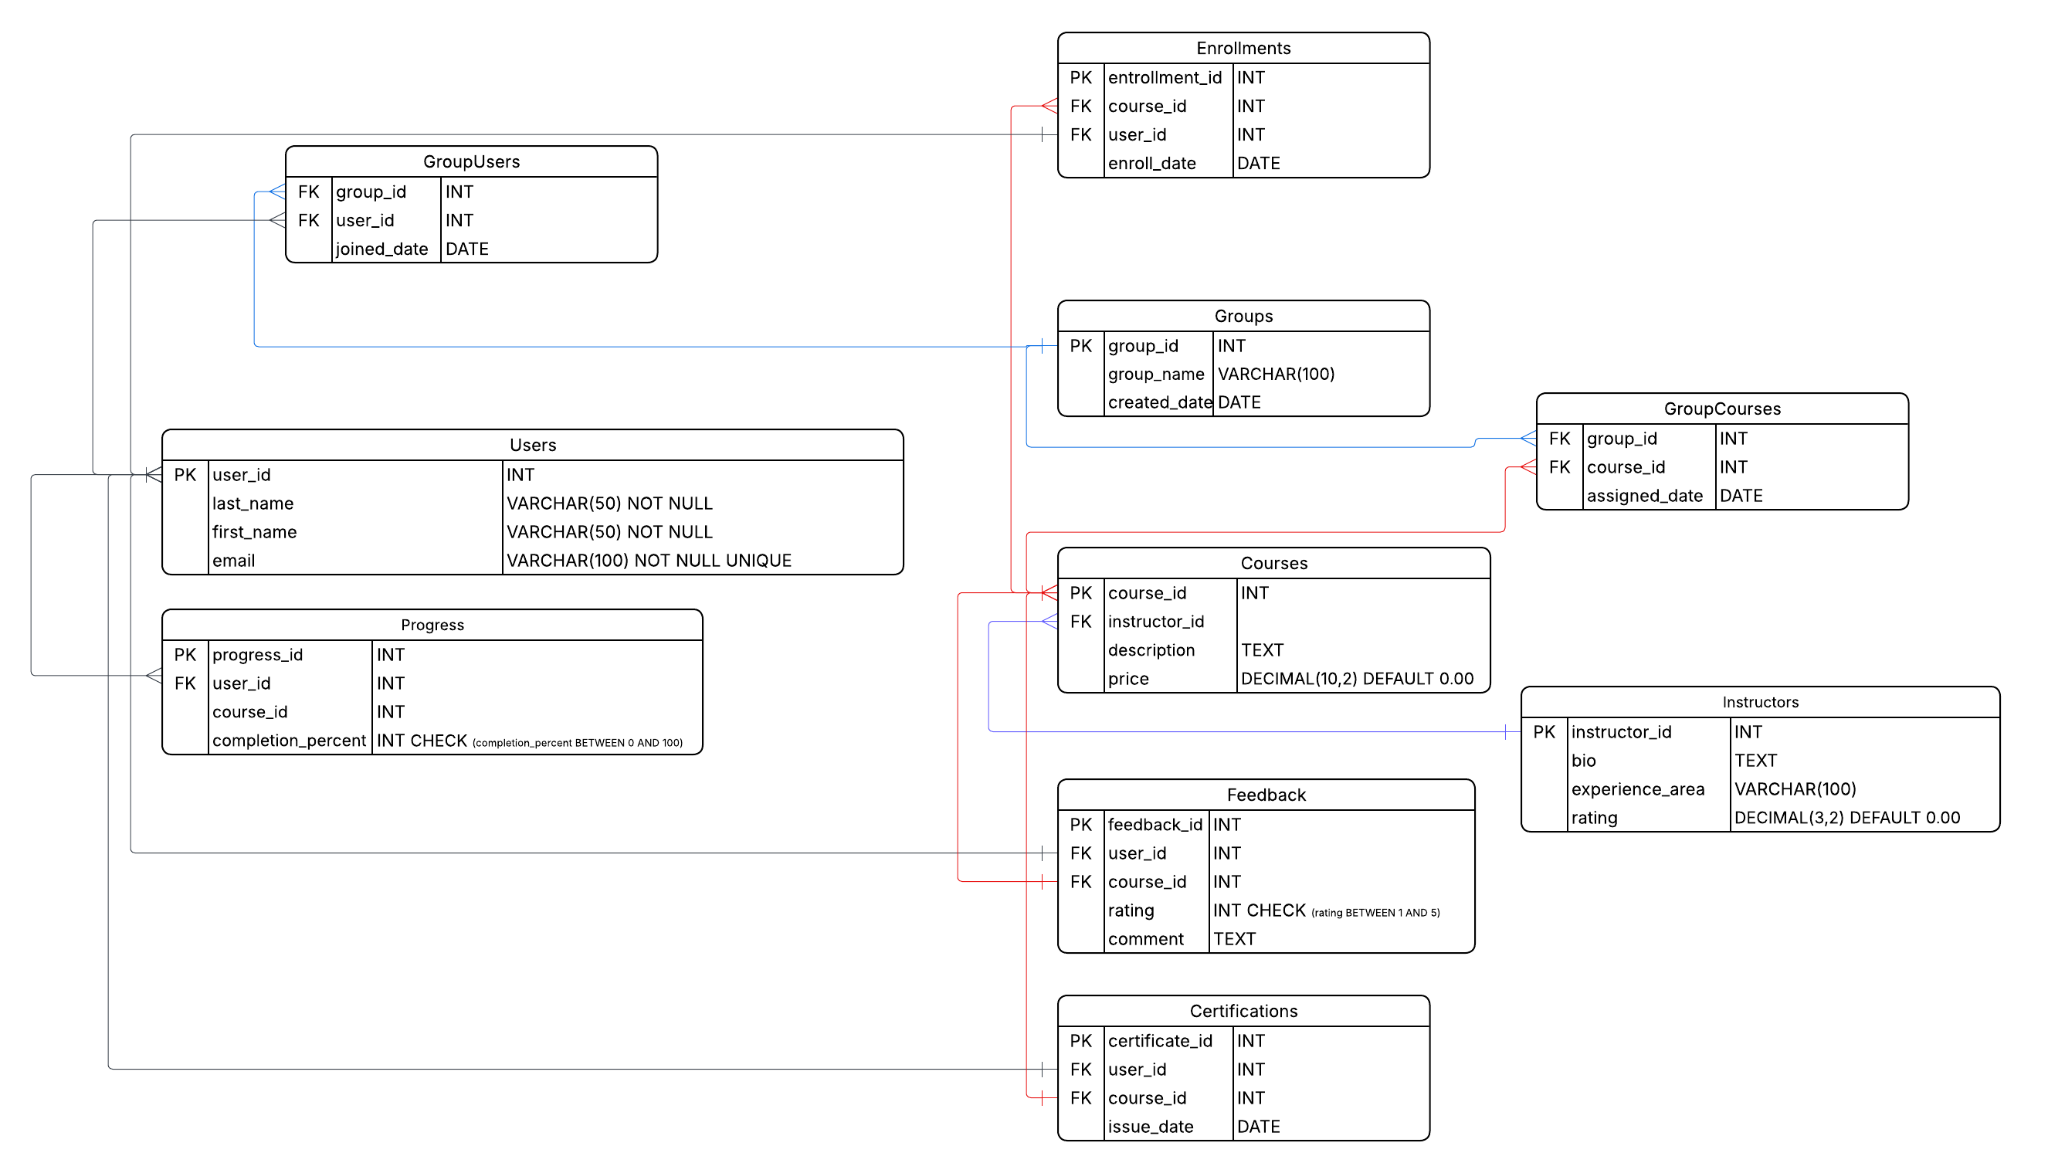 Enrollments
PK entrollment_id INT
FK course_id INT
FK user_id INT
enroll_date DATE
GroupUsers
FK group_id INT
FK user_id INT
joined_date DATE
Groups
PK group_id INT
group_name VARCHAR(100)
created_date DATE
GroupCourses
FK group_id INT
FK course_id INT
assigned_date DATE
Users
PK user_id INT
last_name VARCHAR(50) NOT NULL
first_name VARCHAR(50) NOT NULL
email VARCHAR(100) NOT NULL UNIQUE
Courses
PK course_id INT
FK instructor_id
description TEXT
price DECIMAL(10,2) DEFAULT 0.00
Progress
PK progress_id INT
FK user_id INT
course_id INT
completion_percent INT CHECK (completion_percent BETWEEN 0 AND 100)
Instructors
PK instructor_id INT
bio TEXT
experience_area VARCHAR(100)
rating DECIMAL(3,2) DEFAULT 0.00
Feedback
PK feedback_id INT
FK user_id INT
FK course_id INT
rating INT CHECK (rating BETWEEN 1 AND 5)
comment TEXT
Certifications
PK certificate_id INT
FK user_id INT
FK course_id INT
issue_date DATE